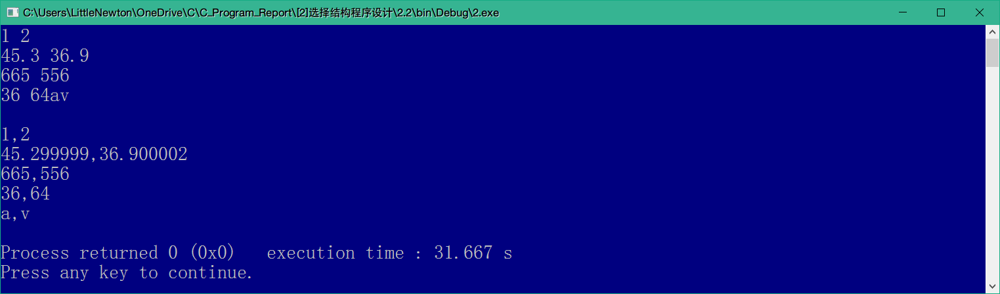 C:\Users\LittleNewton\OneDrive\C\C_Program_Report\[2]选择结构程序设计\2.2\bin\Debug\2.exe
1 2
45.3 36.9
665 556
36 64av
1,2
45.299999,36.900002
665,556
36,64
a,v
Process returned 0 (0x0)   execution time : 31.667 s
Press any key to continue.